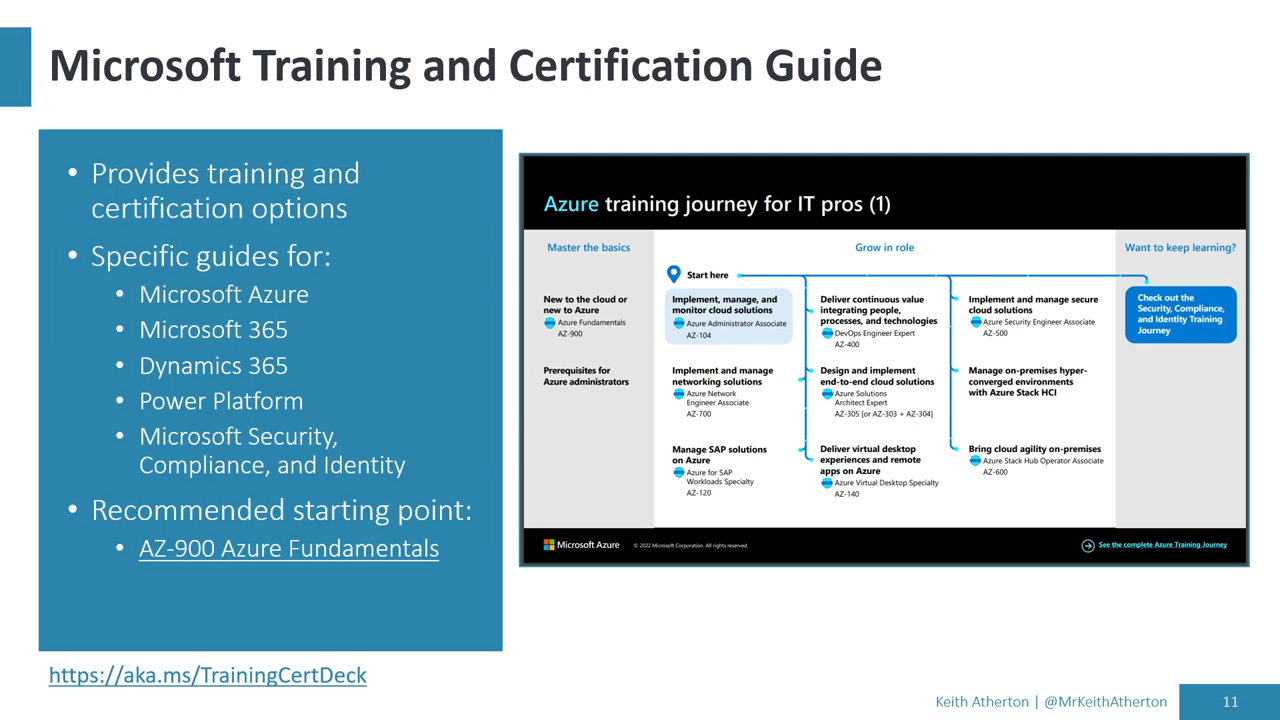 Microsoft Training and Certification Guide
• Provides training and
certification options
• Specific guides for:
• Microsoft Azure
• Microsoft 365
• Dynamics 365
• Power Platform
• Microsoft Security,
Compliance, and Identity
• Recommended starting point:
• AZ-900 Azure Fundamentals
https://aka.ms/TrainingCertDeck
Azure training journey for IT pros (1)
Master the basics
New to the cloud or
new to Azure
Azure Fundamentals
AZ-900
Prerequisites for
Azure administrators
Grow in role
Start here
Implement, manage, and
monitor cloud solutions
Azure Administrator Associate
AZ-104
Implement and manage
networking solutions
Azure Network
Engineer Associate
AZ-700
Manage SAP solutions
on Azure
Azure for SAP
Workloads Specialty
AZ-120
Deliver continuous value
integrating people,
processes, and technologies
DevOps Engineer Expert
AZ-400
Design and implement
end-to-end cloud solutions
Azure Solutions
Architect Expert
AZ-305 [or AZ-303 + AZ-304]
Deliver virtual desktop
experiences and remote
apps on Azure
Azure Virtual Desktop Specialty
AZ-140
Implement and manage secure
cloud solutions
Azure Security Engineer Associate
AZ-500
Manage on-premises hyper-
converged environments
with Azure Stack HCI
Bring cloud agility on-premises
Azure Stack Hub Operator Associate
AZ-600
Want to keep learning?
Check out the
Security, Compliance,
and Identity Training
Journey
Microsoft Azure
© 2022 Microsoft Corporation. All rights reserved.
See the complete Azure Training Journey
Keith Atherton | @MrKeithAtherton
11